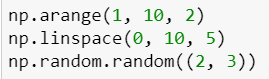 np.arange(1, 10, 2)
np.linspace(0, 10, 5)
np.random.random((2, 3))